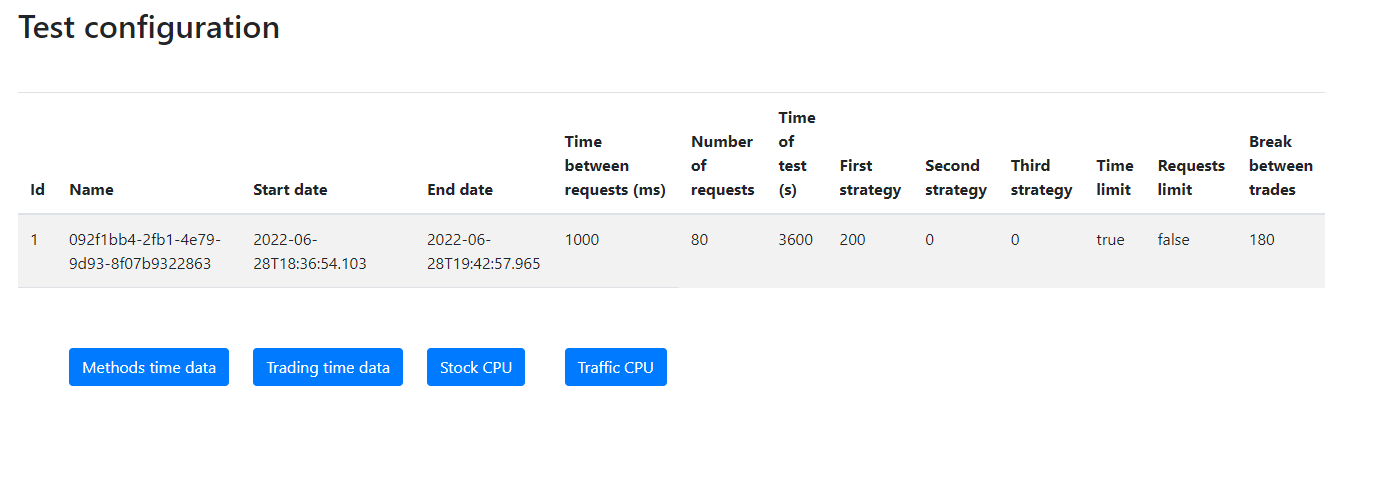 Test configuration
Id Name Start date End date Time between requests (ms) Number of requests Time of test (s) First strategy Second strategy Third strategy Time limit Requests limit Break between trades
1 092f1bb4-2fb1-4e79- 2022-06- 2022-06- 1000 80 3600 200 0 0 true false 180
9d93-8f07b9322863 28T18:36:54.103 28T19:42:57.965
Methods time data Trading time data Stock CPU Traffic CPU